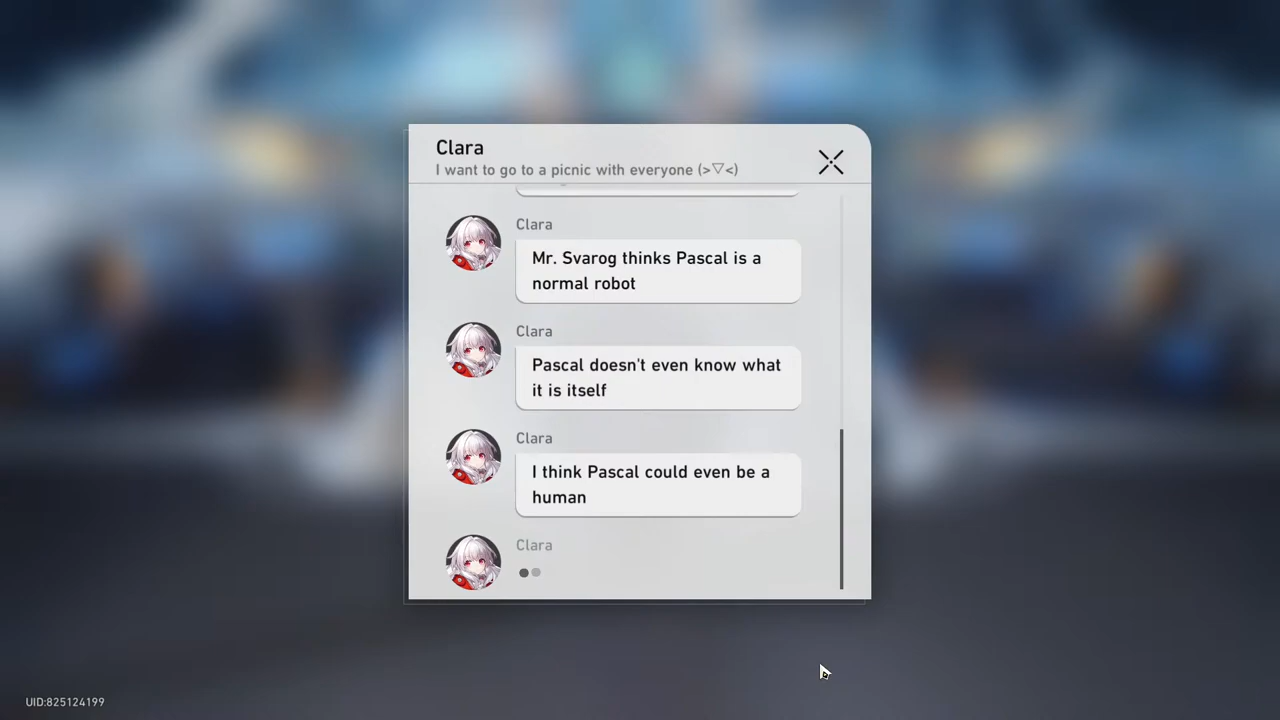 Clara
I want to go to a picnic with everyone (>▽<)
Clara
Mr. Svarog thinks Pascal is a
normal robot
Clara
Pascal doesn't even know what
it is itself
Clara
I think Pascal could even be a
human
Clara
UID:825124199